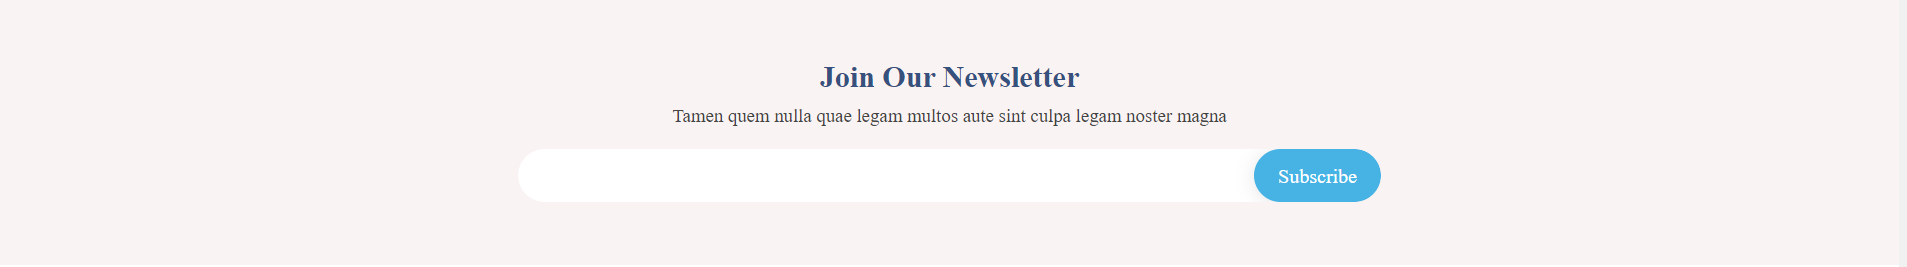 Join Our Newsletter
Tamen quem nulla quae legam multos aute sint culpa legam noster magna
Subscribe